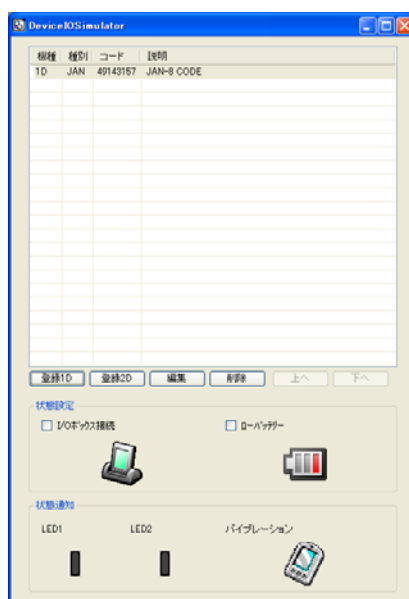 DeviceIOSimulator
機種 種別 コード 説明
1D JAN 49143157 JAN-8 CODE
登録1D 登録2D 編集 削除 上へ 下へ
状態設定
I/Oボックス接続 ローバッテリー
状態通知
LED1 LED2 バイブレーション